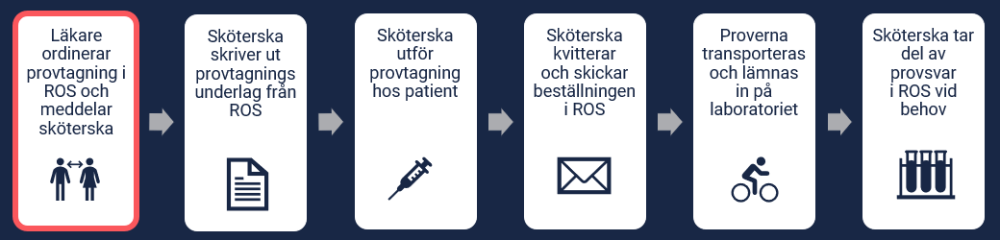 Läkare
ordinerar
provtagning i
ROS och
meddelar
sköterska
Sköterska
skriver ut
provtagnings
underlag från
ROS
Sköterska
utför
provtagning
hos patient
Sköterska
kvitterar
och skickar
beställningen
i ROS
Proverna
transporteras
och lämnas
in på
laboratoriet
Sköterska tar
del av
provsvar
i ROS vid
behov